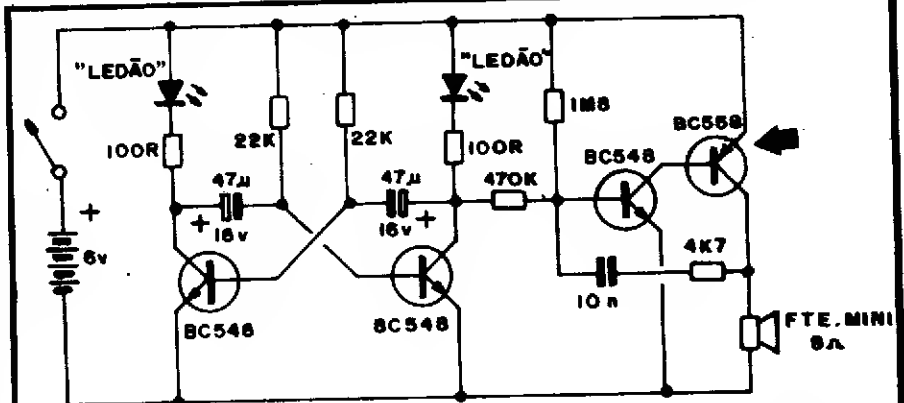 "LEDÃO"
"LEDÃO"
1M8
BC558
22K
22K
100R
100R
BC548
47µ
47µ
470K
+
16v
+
16v
+
6v
4K7
10n
BC548
BC548
FTE. MINI
8Ω